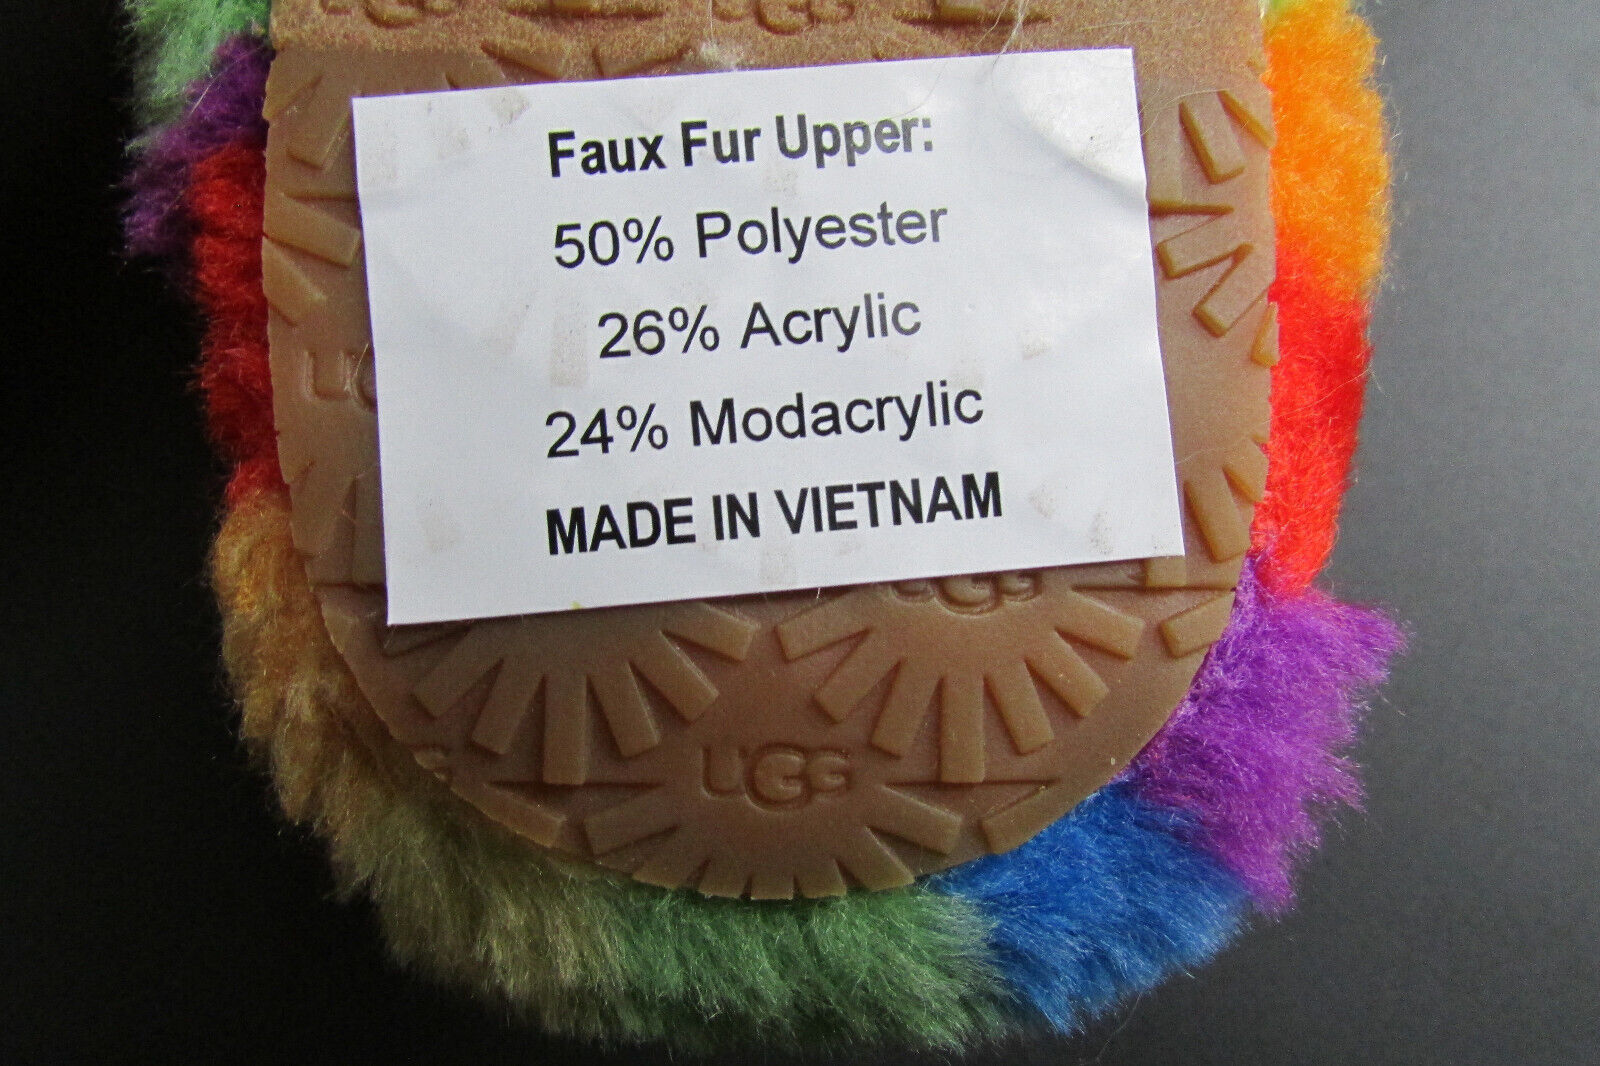 UGG
UGG
Faux Fur Upper:
50% Polyester
26% Acrylic
24% Modacrylic
MADE IN VIETNAM
UGG
UGG